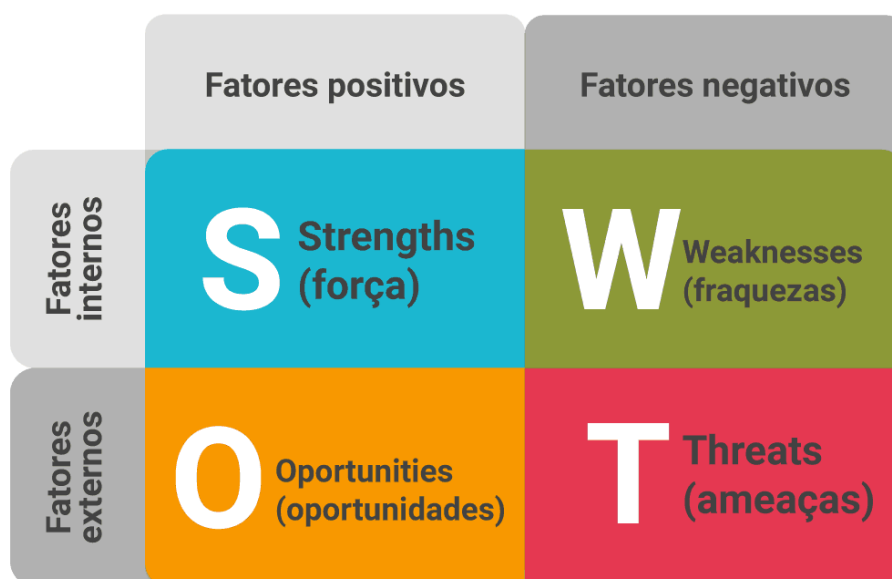 Fatores positivos
Fatores negativos
Fatores
internos
S
Strengths
(força)
W
Weaknesses
(fraquezas)
Fatores
externos
O
Oportunities
(oportunidades)
T
Threats
(ameaças)